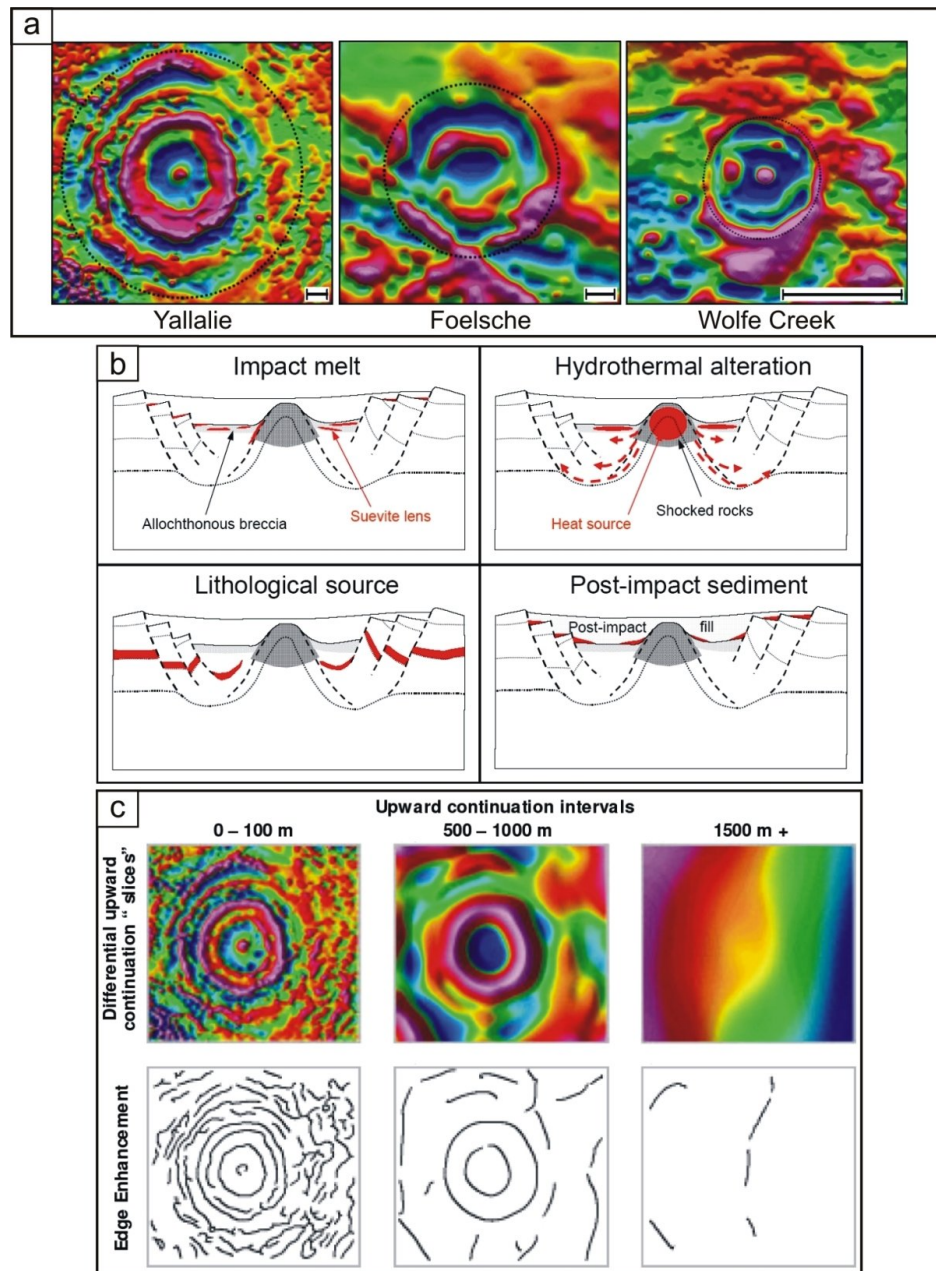 a
Yallalie Foelsche Wolfe Creek
b
Impact melt
Allochthonous breccia
Suevite lens
Hydrothermal alteration
Heat source
Shocked rocks
Lithological source
Post-impact sediment
Post-impact fill
c
Upward continuation intervals
0 – 100 m 500 – 1000 m 1500 m +
Differential upward
continuation “ slices”
Edge Enhancement